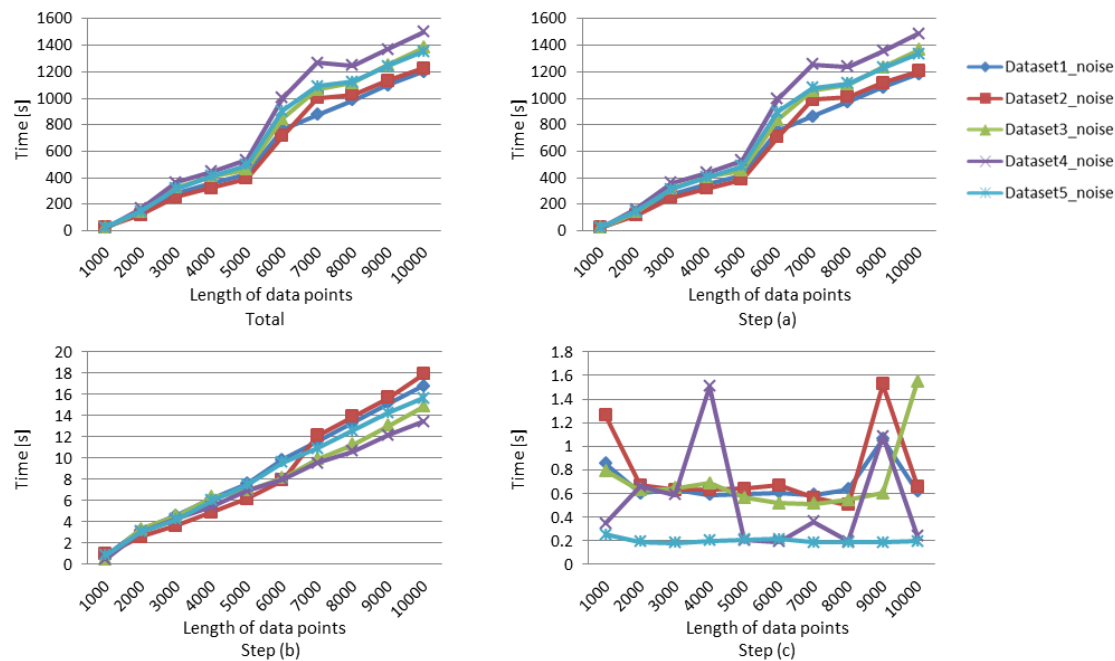 1600
1400
1200
1000
800
600
400
200
0
Time [s]
1000 2000 3000 4000 5000 6000 7000 8000 9000 10000
Length of data points
Total
1600
1400
1200
1000
800
600
400
200
0
Time [s]
1000 2000 3000 4000 5000 6000 7000 8000 9000 10000
Length of data points
Step (a)
Dataset1_noise
Dataset2_noise
Dataset3_noise
Dataset4_noise
Dataset5_noise
20
18
16
14
12
10
8
6
4
2
0
Time [s]
1000 2000 3000 4000 5000 6000 7000 8000 9000 10000
Length of data points
Step (b)
1.8
1.6
1.4
1.2
1
0.8
0.6
0.4
0.2
0
Time [s]
1000 2000 3000 4000 5000 6000 7000 8000 9000 10000
Length of data points
Step (c)